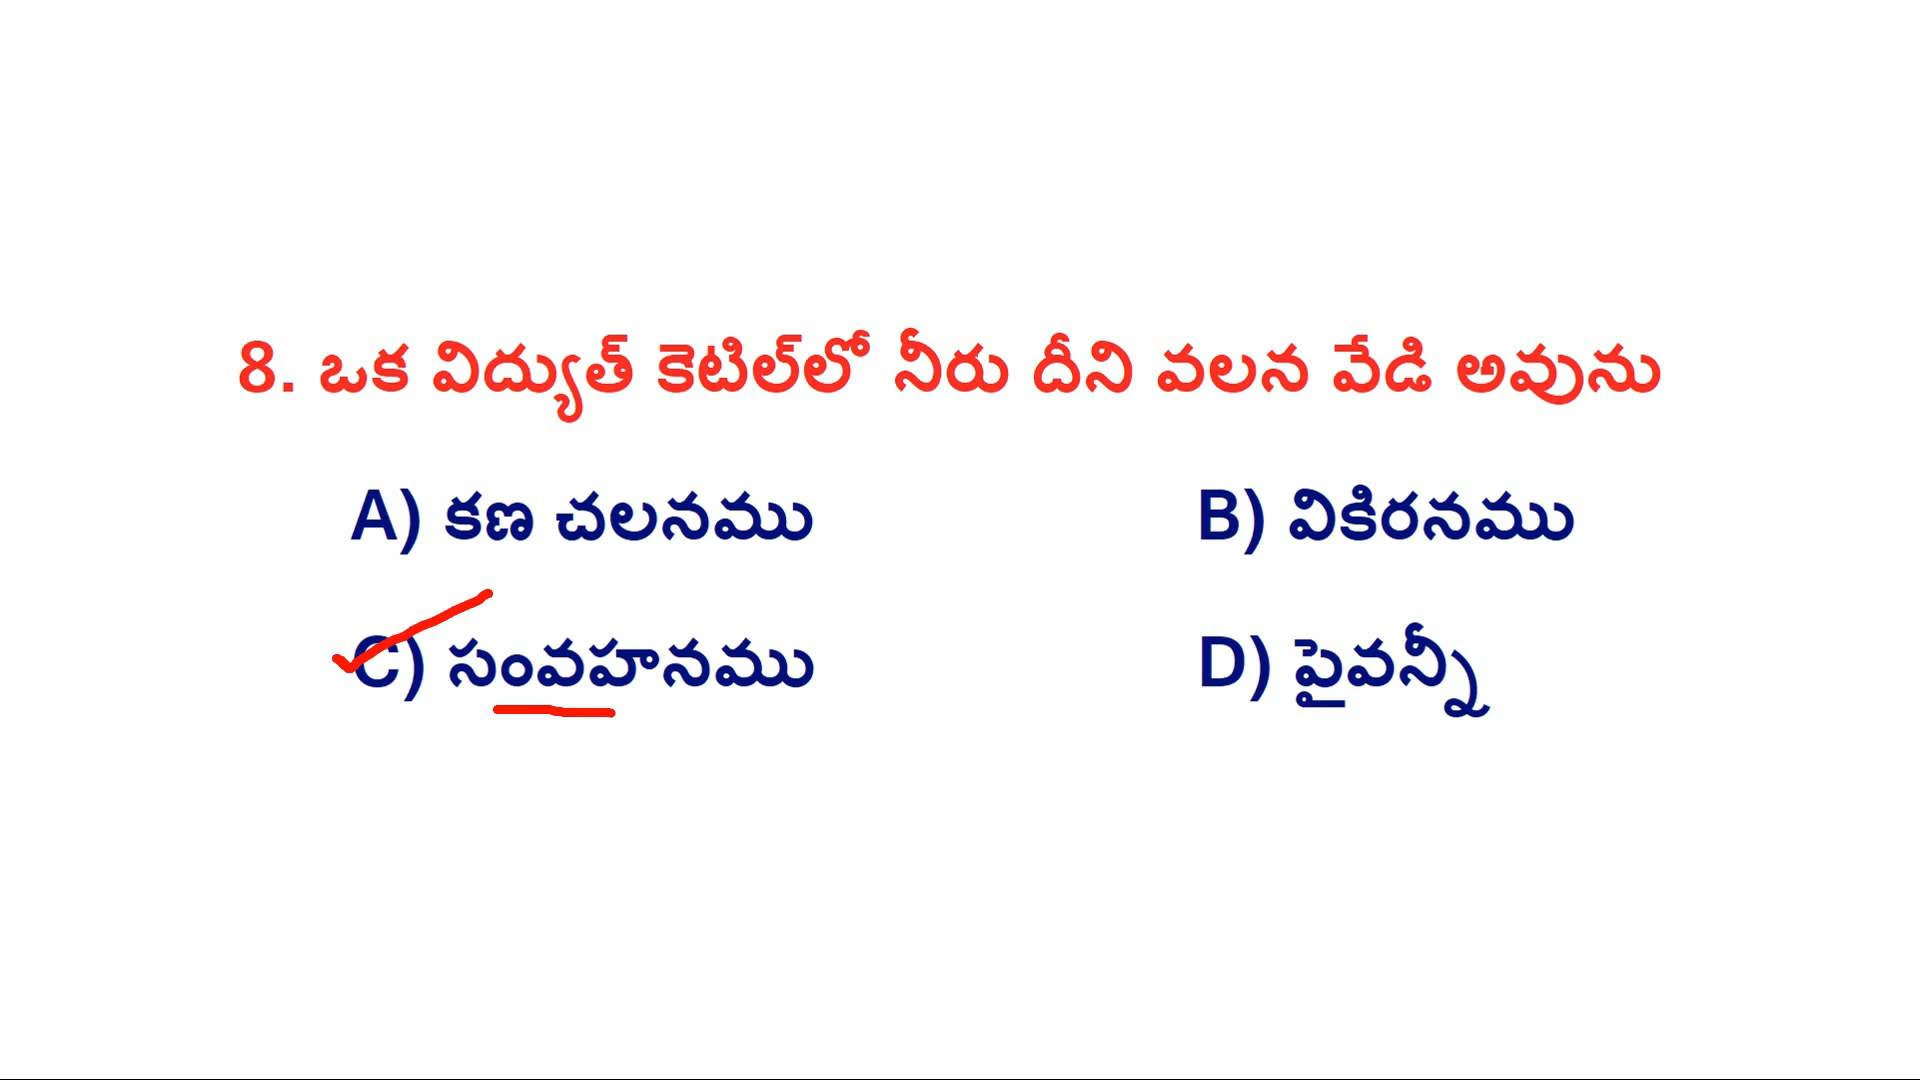 8. ఒక విద్యుత్ కెటిల్‌లో నీరు దీని వలన వేడి అవును
A) కణ చలనము B) వికిరనము
C) సంవహనము D) పైవన్నీ